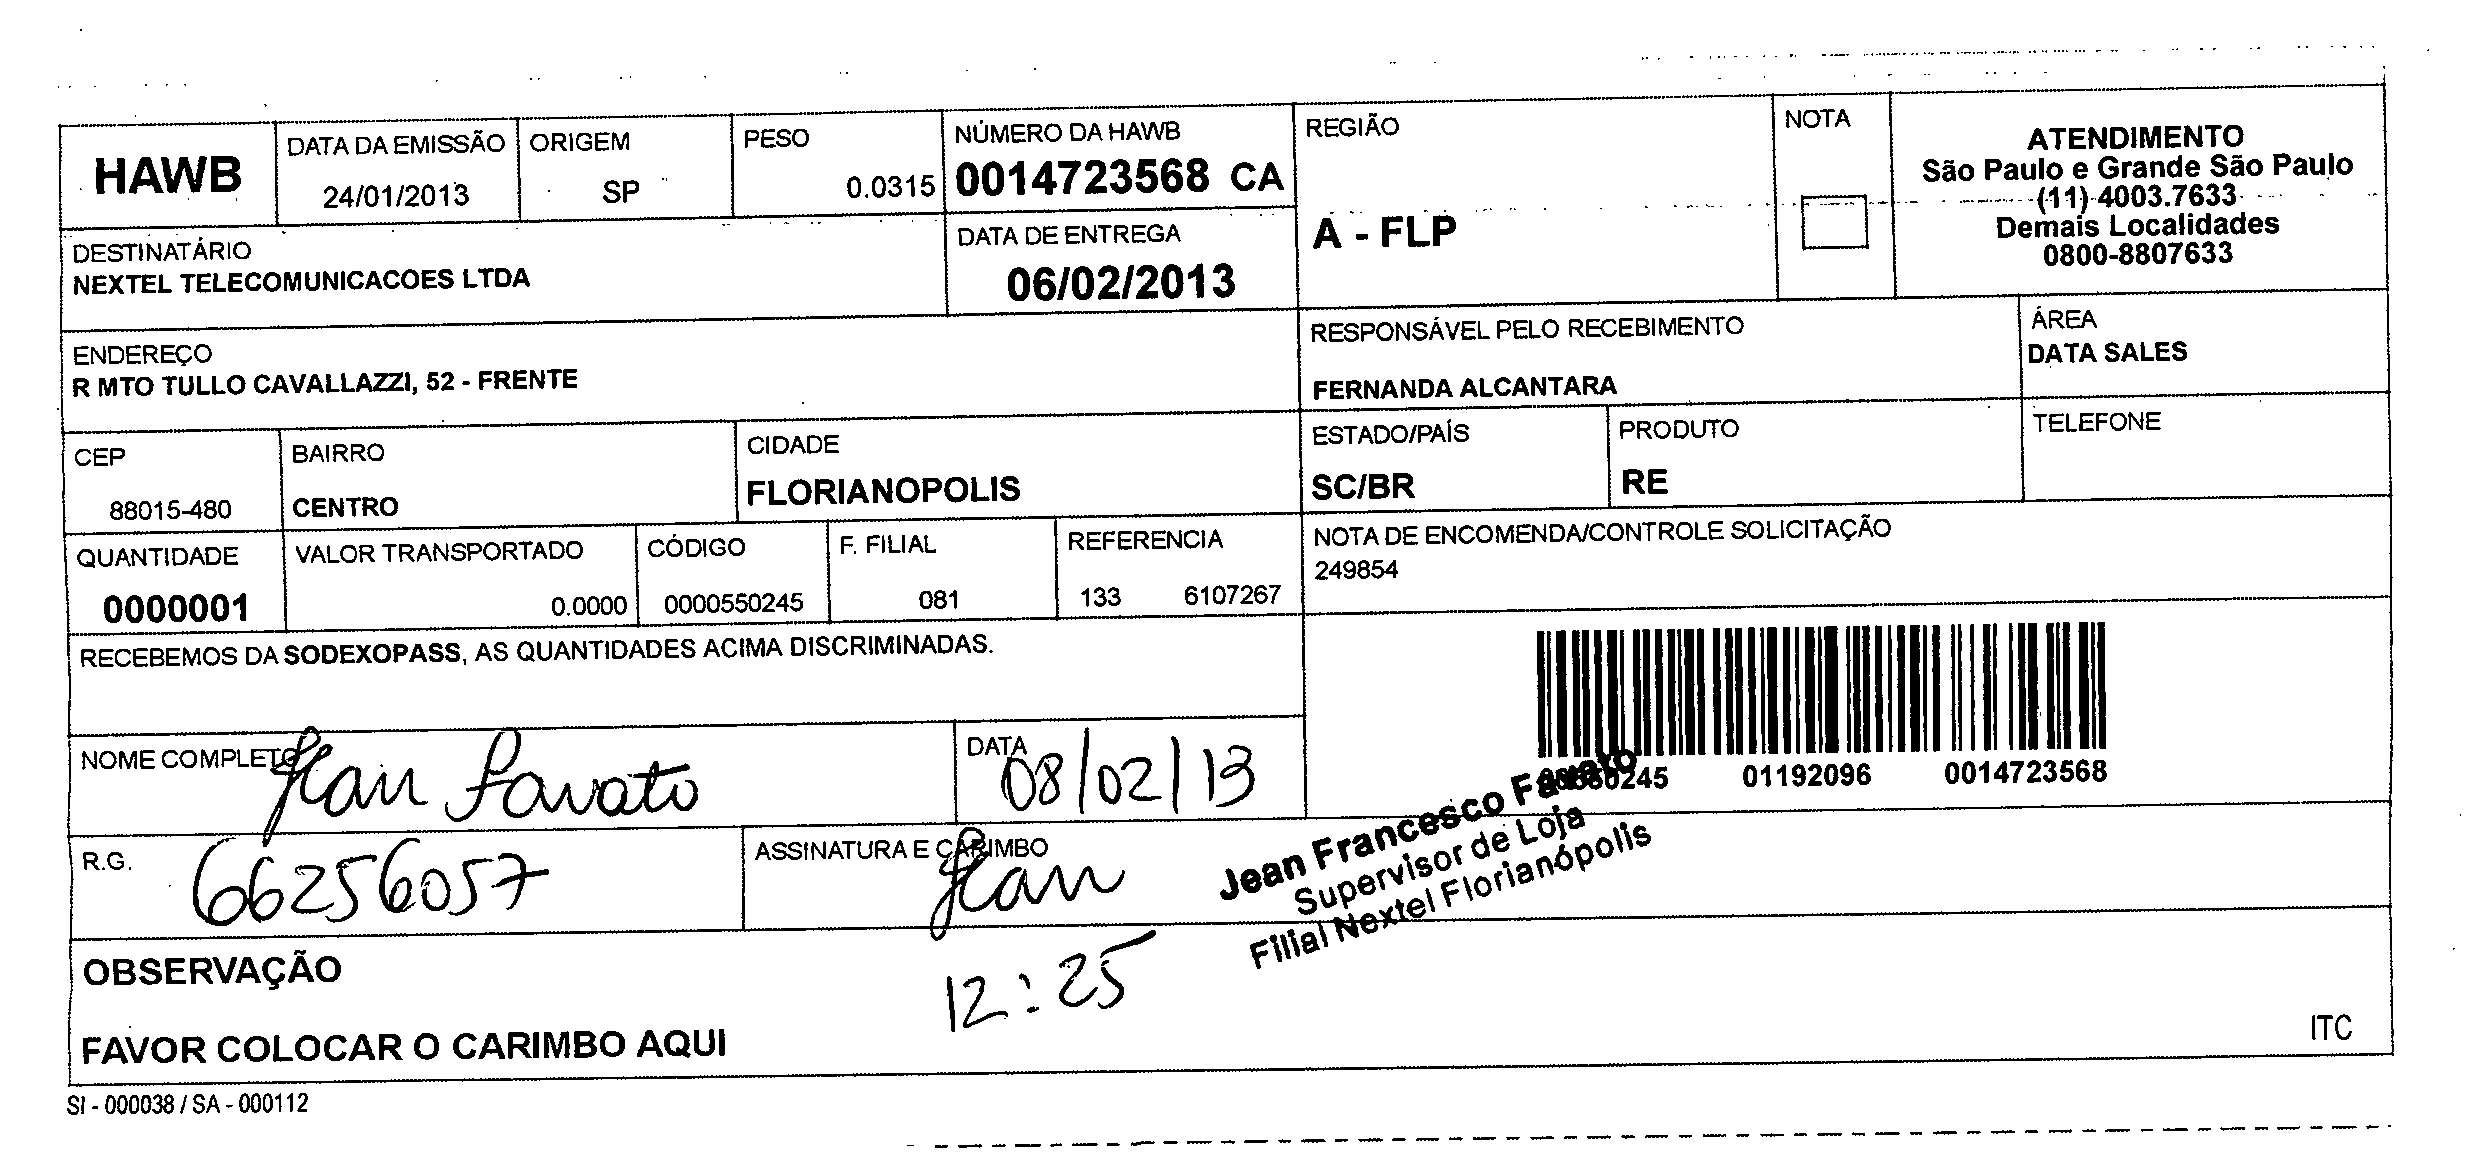 HAWB
DATA DA EMISSÃO
24/01/2013
ORIGEM
SP
PESO
0.0315
NÚMERO DA HAWB
0014723568 CA
REGIÃO
A - FLP
NOTA
ATENDIMENTO
São Paulo e Grande São Paulo
(11) 4003.7633
Demais Localidades
0800-8807633
DESTINATÁRIO
NEXTEL TELECOMUNICACOES LTDA
DATA DE ENTREGA
06/02/2013
ENDEREÇO
R MTO TULLO CAVALLAZZI, 52 - FRENTE
RESPONSÁVEL PELO RECEBIMENTO
FERNANDA ALCANTARA
ÁREA
DATA SALES
CEP
88015-480
BAIRRO
CENTRO
CIDADE
FLORIANOPOLIS
ESTADO/PAÍS
SC/BR
PRODUTO
RE
TELEFONE
QUANTIDADE
0000001
VALOR TRANSPORTADO
0.0000
CÓDIGO
0000550245
F. FILIAL
081
REFERENCIA
133 6107267
NOTA DE ENCOMENDA/CONTROLE SOLICITAÇÃO
249854
RECEBEMOS DA SODEXOPASS, AS QUANTIDADES ACIMA DISCRIMINADAS.
01192096 0014723568
NOME COMPLETO
Jean Favato
DATA
08/02/13
R.G.
66256057
ASSINATURA E CARIMBO
Jean
Jean Francesco Favato
Supervisor de Loja
Filial Nextel Florianópolis
12:25
OBSERVAÇÃO
FAVOR COLOCAR O CARIMBO AQUI
ITC
SI - 000038 / SA - 000112